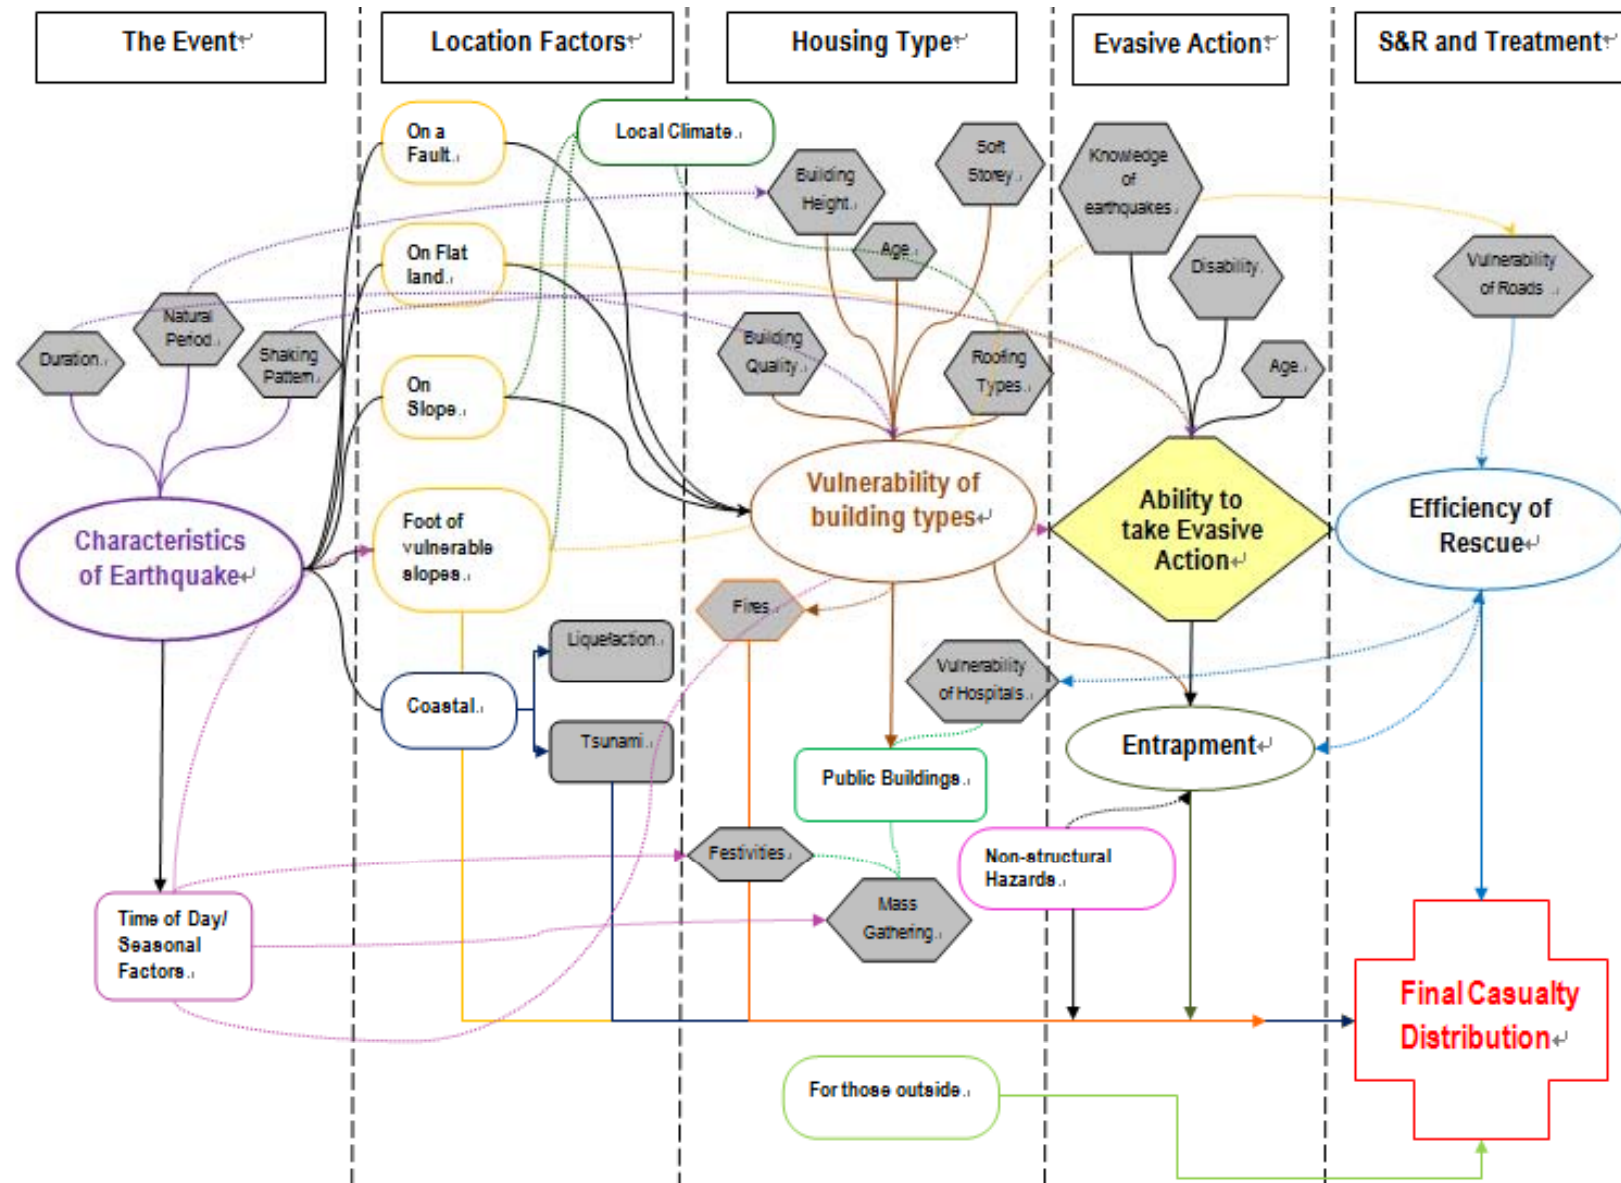 The Event
Location Factors
Housing Type
Evasive Action
S&R and Treatment
On a
Fault.
Local Climate.
Building
Height.
Soft
Storey.
Knowledge
of
earthquakes
Age.
On Flat
land.
Disability.
Vulnerability
of Roads
Duration.
Natural
Period.
Shaking
Pattern
Building
Quality.
Roofing
Types.
Age.
On
Slope.
Characteristics
of Earthquake
Foot of
vulnerable
slopes.
Vulnerability of
building types
Ability to
take Evasive
Action
Efficiency of
Rescue
Fires.
Liquefaction.
Vulnerability
of Hospitals.
Coastal.
Tsunami.
Entrapment
Public Buildings.
Festivities.
Non-structural
Hazards.
Time of Day/
Seasonal
Factors.
Mass
Gathering.
Final Casualty
Distribution
For those outside.